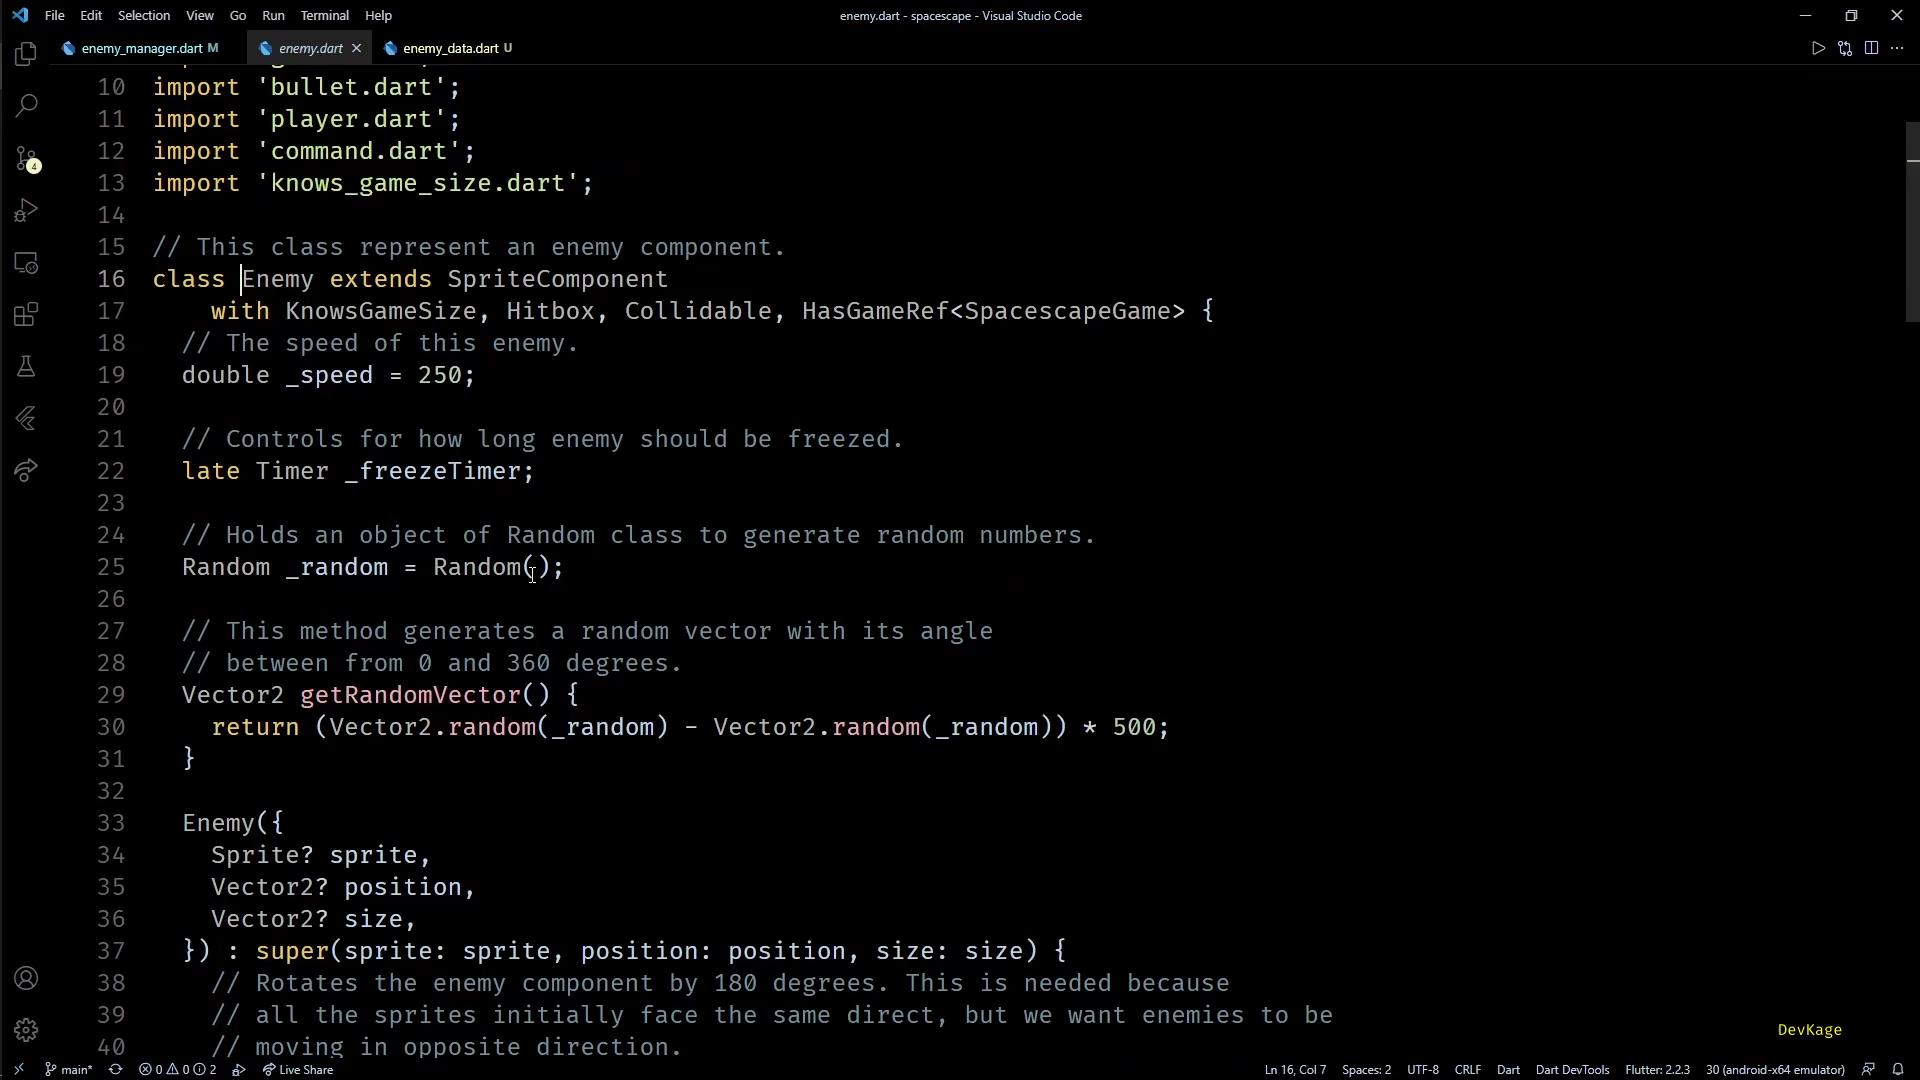 File Edit Selection View Go Run Terminal Help
enemy.dart - spacescape - Visual Studio Code
enemy_manager.dart M
enemy.dart
enemy_data.dart U
10 import 'bullet.dart';
11 import 'player.dart';
12 import 'command.dart';
13 import 'knows_game_size.dart';
14
15 // This class represent an enemy component.
16 class Enemy extends SpriteComponent
17 with KnowsGameSize, Hitbox, Collidable, HasGameRef<SpacescapeGame> {
18 // The speed of this enemy.
19 double _speed = 250;
20
21 // Controls for how long enemy should be freezed.
22 late Timer _freezeTimer;
23
24 // Holds an object of Random class to generate random numbers.
25 Random _random = Random();
26
27 // This method generates a random vector with its angle
28 // between from 0 and 360 degrees.
29 Vector2 getRandomVector() {
30 return (Vector2.random(_random) - Vector2.random(_random)) * 500;
31 }
32
33 Enemy({
34 Sprite? sprite,
35 Vector2? position,
36 Vector2? size,
37 }) : super(sprite: sprite, position: position, size: size) {
38 // Rotates the enemy component by 180 degrees. This is needed because
39 // all the sprites initially face the same direct, but we want enemies to be
40 // moving in opposite direction.
4
DevKage
main* 0 0 2 Live Share
Ln 16, Col 7 Spaces: 2 UTF-8 CRLF Dart Dart DevTools Flutter: 2.2.3 30 (android-x64 emulator)